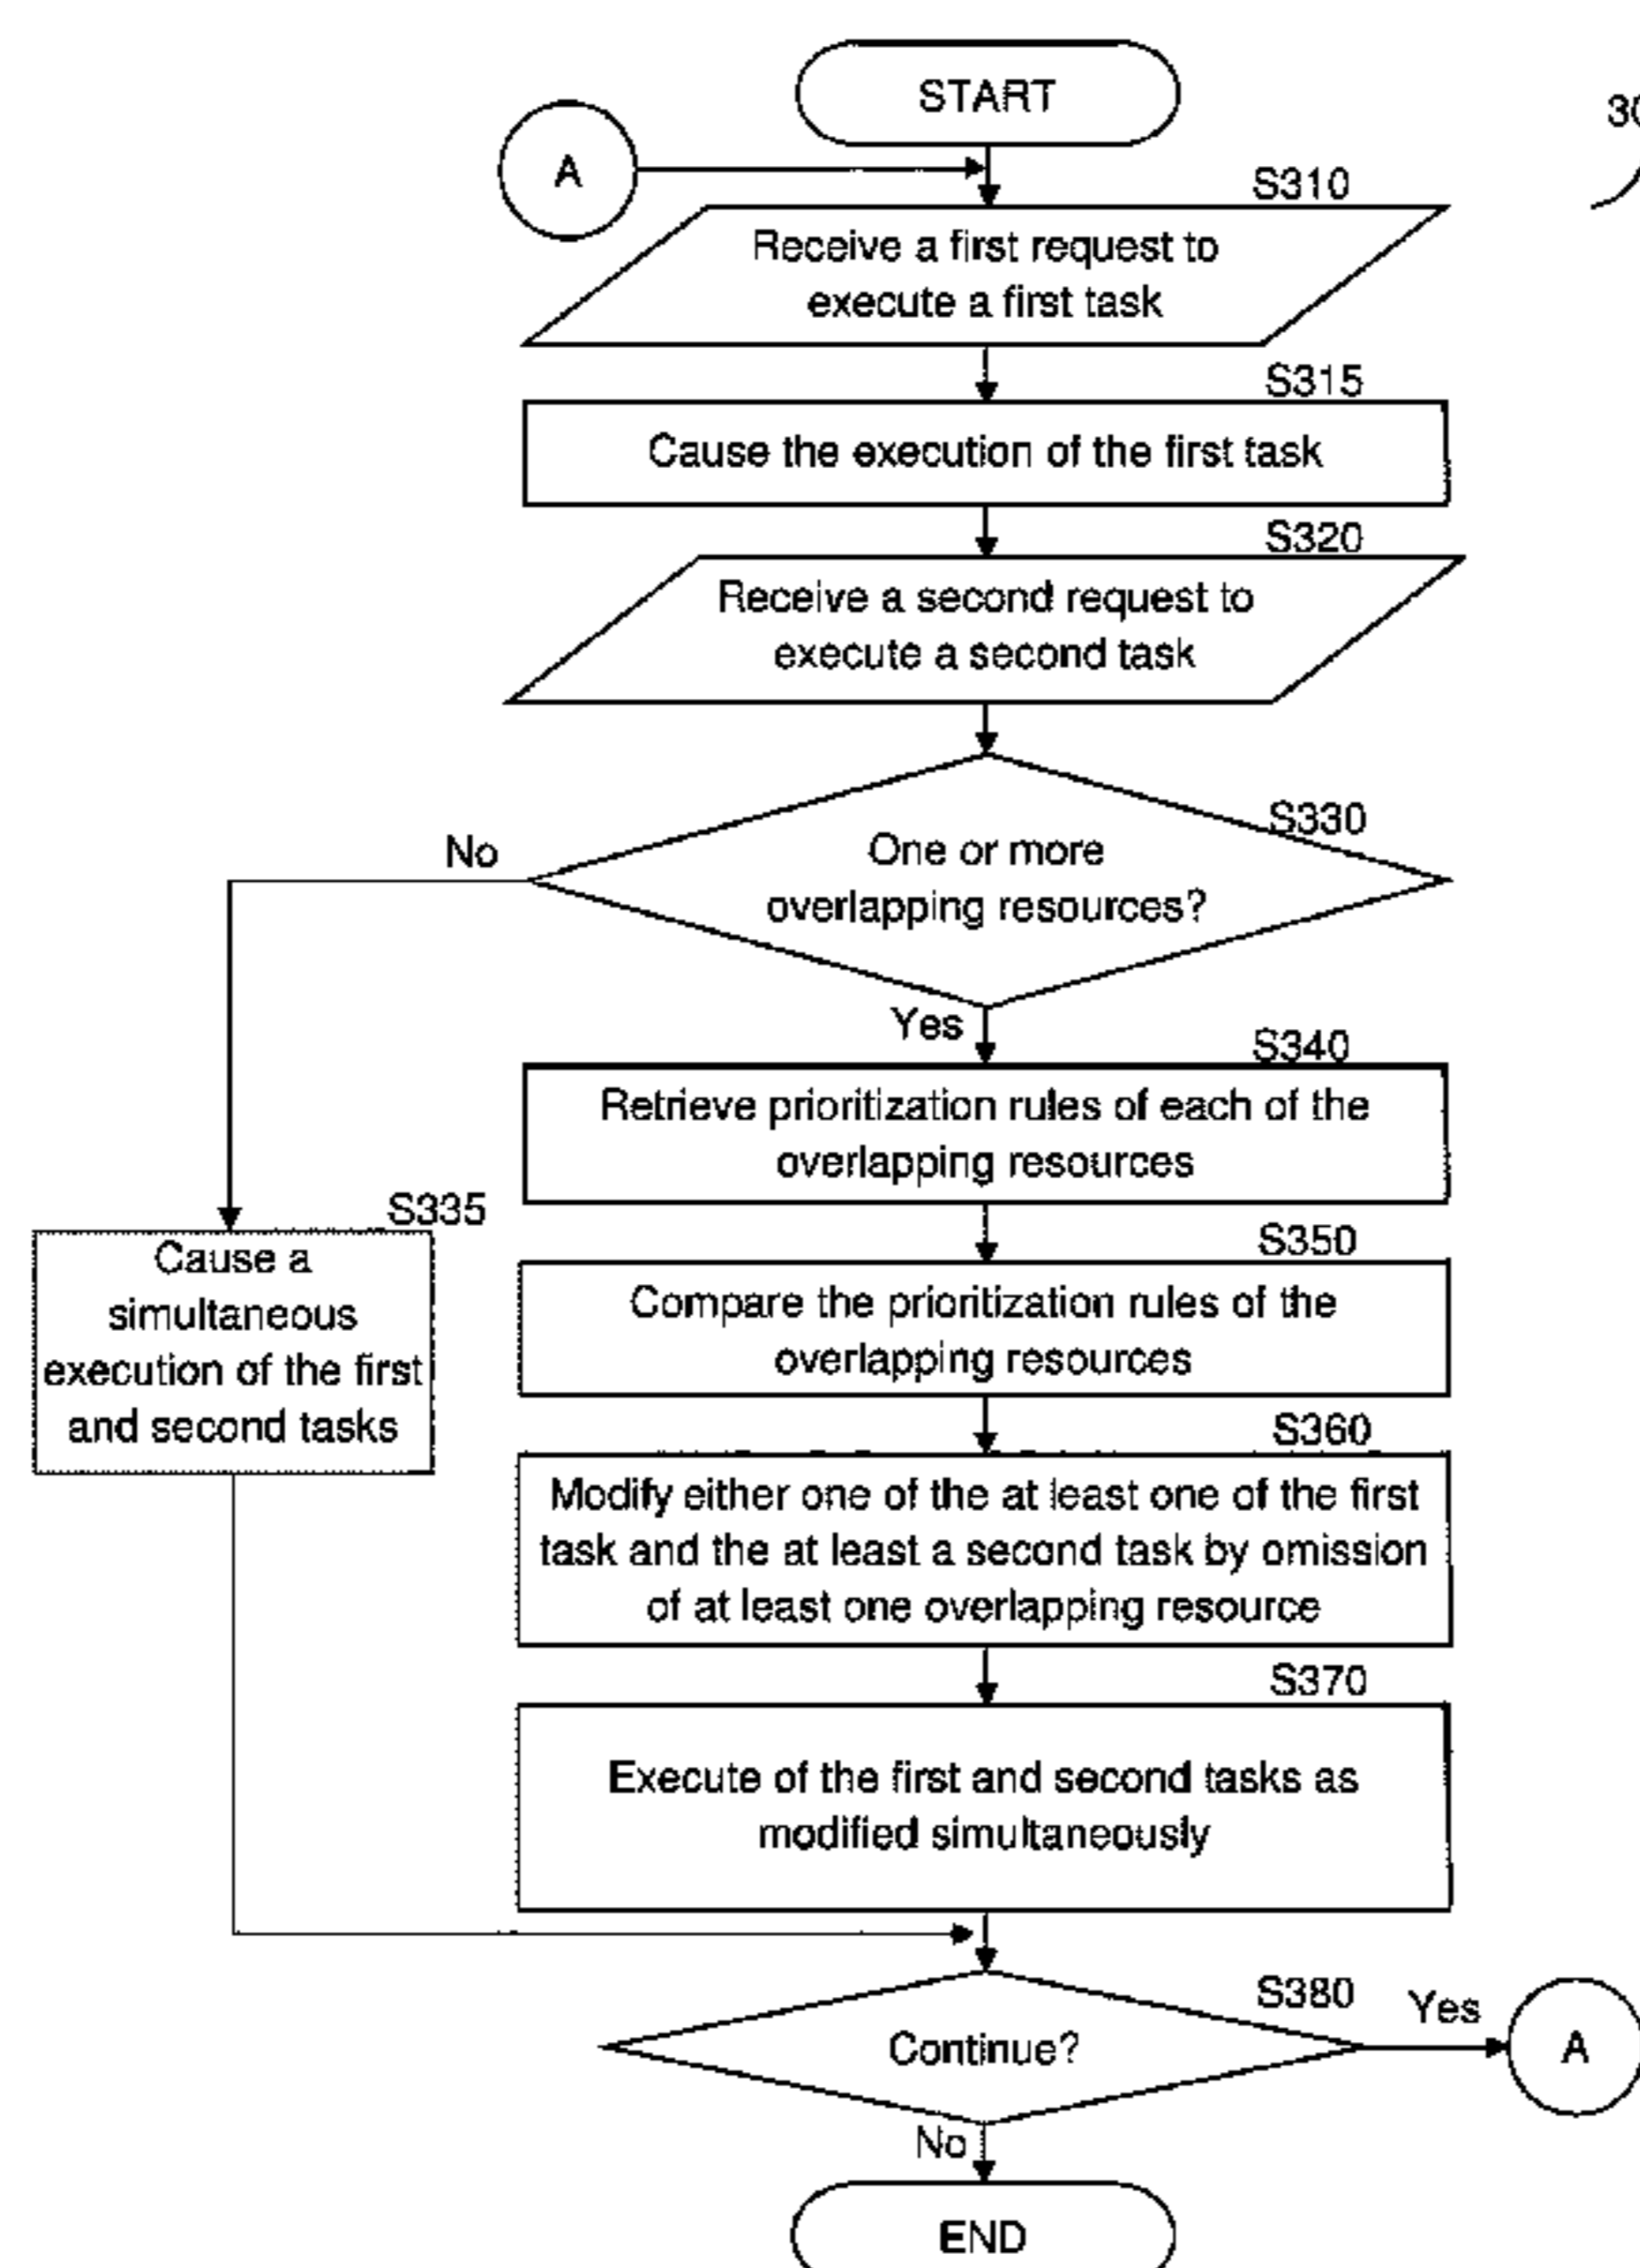 START
A
30
S310
Receive a first request to
execute a first task
S315
Cause the execution of the first task
S320
Receive a second request to
execute a second task
S330
One or more
overlapping resources?
No
Yes
S340
Retrieve prioritization rules of each of the
overlapping resources
S335
Cause a
simultaneous
execution of the first
and second tasks
S350
Compare the prioritization rules of the
overlapping resources
S360
Modify either one of the at least one of the first
task and the at least a second task by omission
of at least one overlapping resource
S370
Execute of the first and second tasks as
modified simultaneously
S380
Continue?
Yes
A
No
END